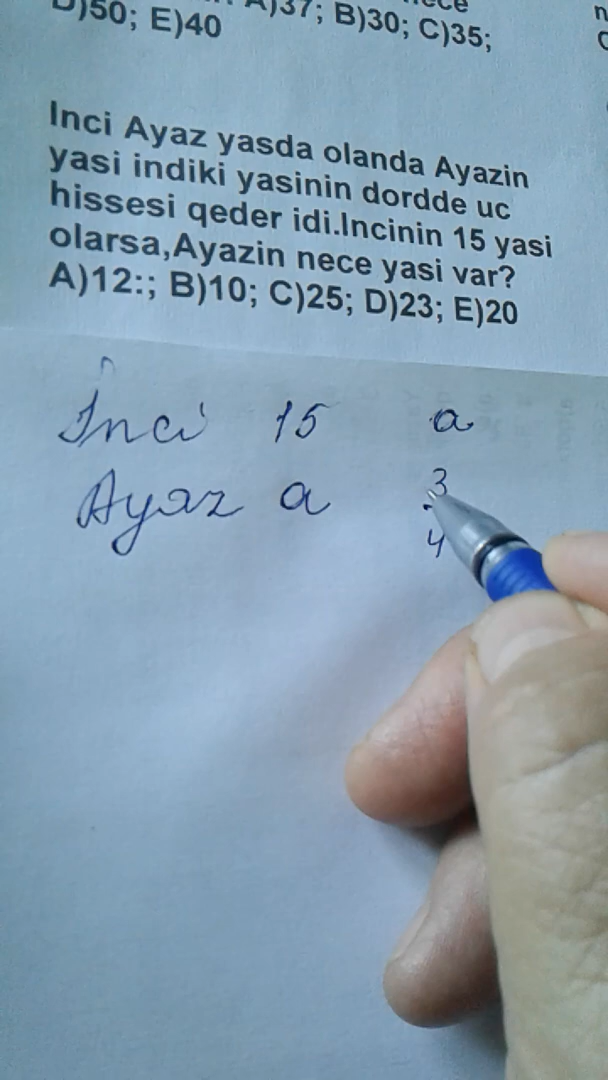 A)37; B)30; C)35;
D)50; E)40
Inci Ayaz yasda olanda Ayazin
yasi indiki yasinin dordde uc
hissesi qeder idi.Incinin 15 yasi
olarsa,Ayazin nece yasi var?
A)12:; B)10; C)25; D)23; E)20
Inci 15 a
Ayaz a 3
4